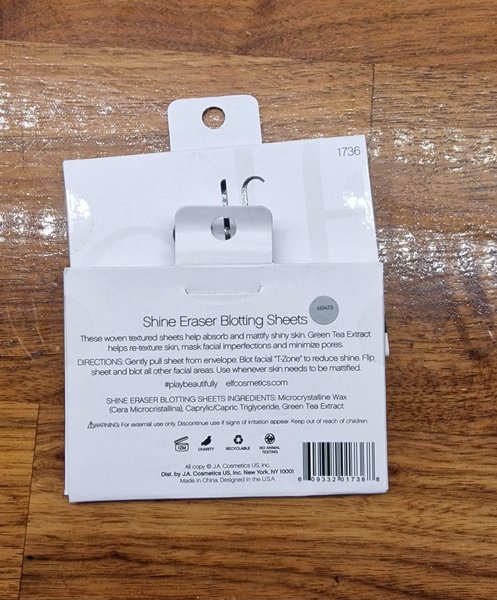 1736
Shine Eraser Blotting Sheets
These woven textured sheets help absorb and mattify shiny skin. Green Tea Extract
helps re-texture skin, mask facial imperfections and minimize pores.
DIRECTIONS: Gently pull sheet from envelope. Blot facial "T-Zone" to reduce shine. Flip
sheet and blot all other facial areas. Use whenever skin needs to be mattified.
#playbeautifully elfcosmetics.com
SHINE ERASER BLOTTING SHEETS INGREDIENTS: Microcrystalline Wax
(Cera Microcristallina), Caprylic/Capric Triglyceride, Green Tea Extract
WARNING: For external use only. Discontinue use if signs of irritation appear. Keep out of reach of children.
12M
CHARITY
RECYCLABLE
NO ANIMAL
TESTING
All copy © J.A. Cosmetics US, Inc.
Dist. by J.A. Cosmetics US, Inc. New York, NY 10001
Made in China. Designed in the U.S.A.
6 09332 01736 8